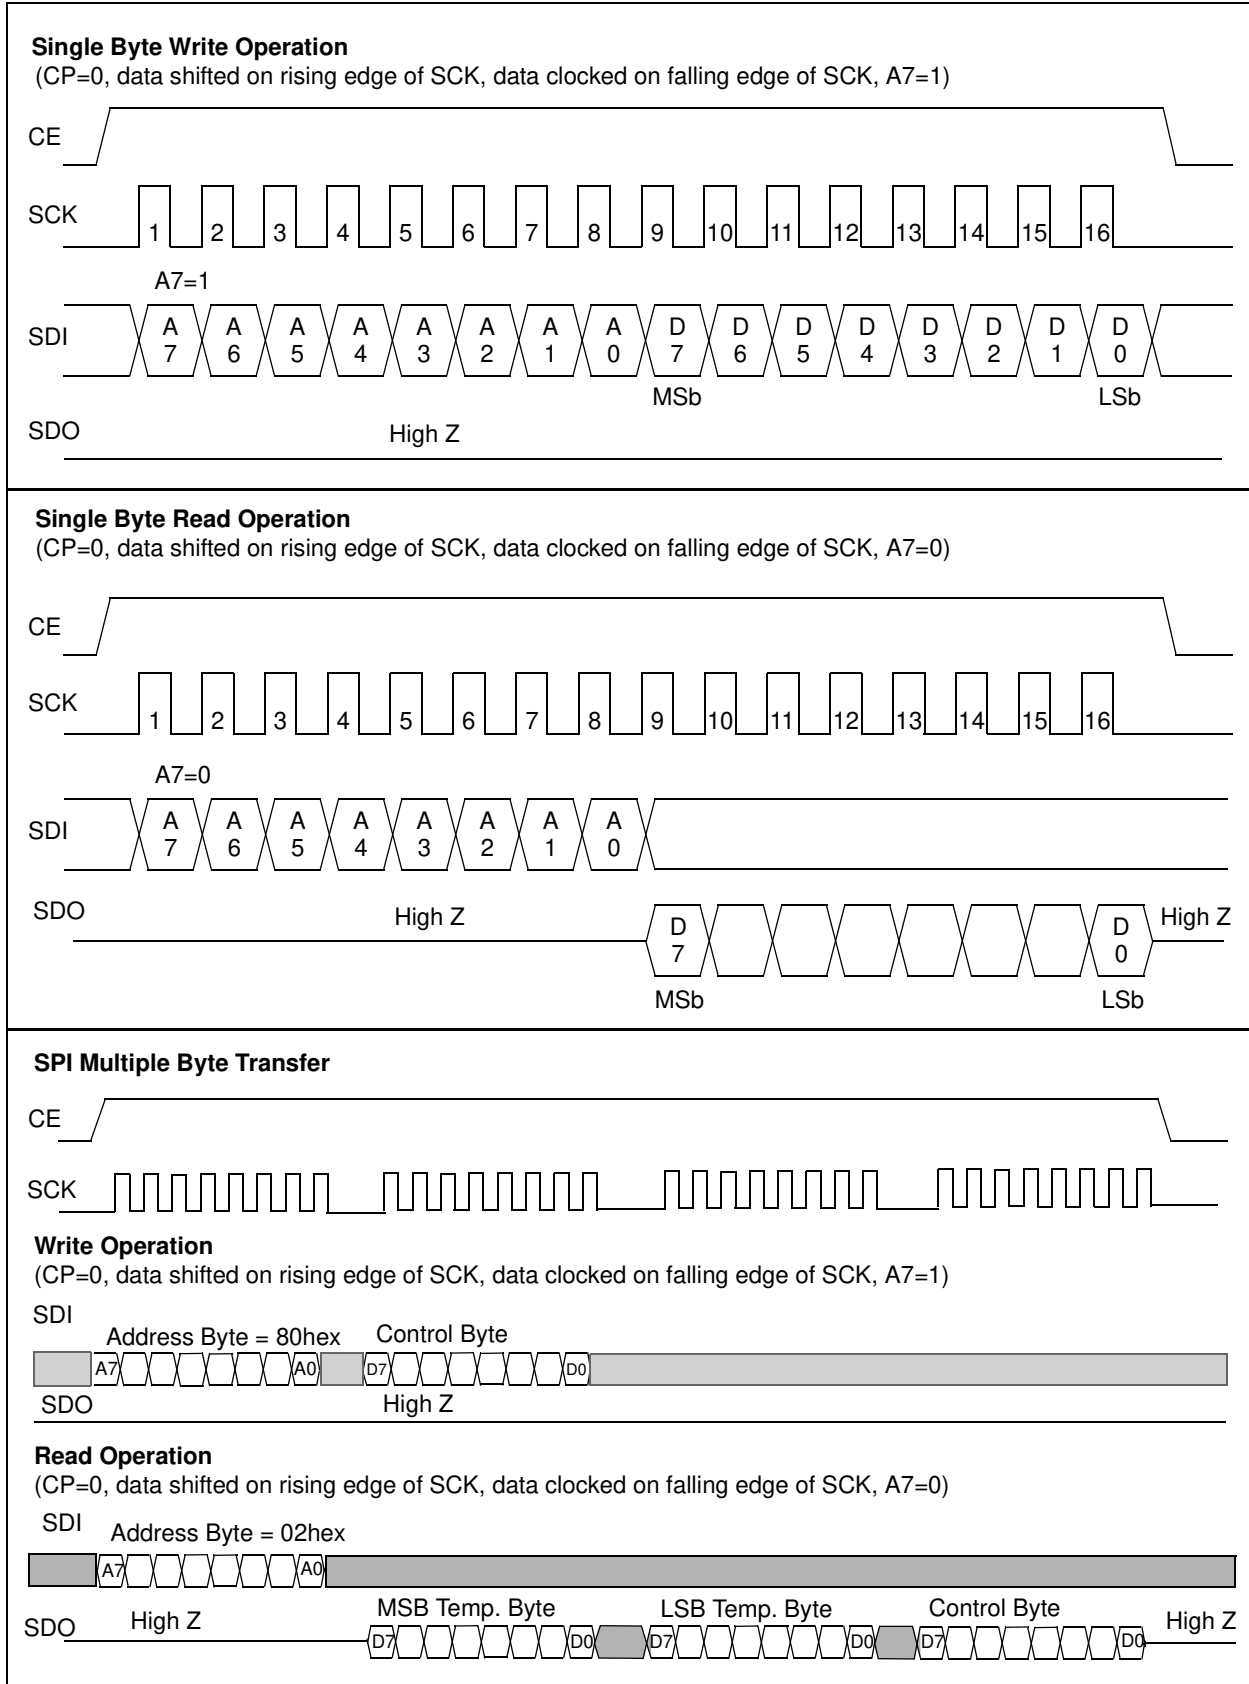 Single Byte Write Operation
(CP=0, data shifted on rising edge of SCK, data clocked on falling edge of SCK, A7=1)
CE
SCK
1 2 3 4 5 6 7 8 9 10 11 12 13 14 15 16
A7=1
SDI
A7 A6 A5 A4 A3 A2 A1 A0 D7 D6 D5 D4 D3 D2 D1 D0
MSb LSb
SDO High Z
Single Byte Read Operation
(CP=0, data shifted on rising edge of SCK, data clocked on falling edge of SCK, A7=0)
CE
SCK
1 2 3 4 5 6 7 8 9 10 11 12 13 14 15 16
A7=0
SDI
A7 A6 A5 A4 A3 A2 A1 A0
SDO High Z D7 D0 High Z
MSb LSb
SPI Multiple Byte Transfer
CE
SCK
Write Operation
(CP=0, data shifted on rising edge of SCK, data clocked on falling edge of SCK, A7=1)
SDI
Address Byte = 80hex Control Byte
A7 A0 D7 D0
SDO High Z
Read Operation
(CP=0, data shifted on rising edge of SCK, data clocked on falling edge of SCK, A7=0)
SDI
Address Byte = 02hex
A7 A0
MSB Temp. Byte LSB Temp. Byte Control Byte
SDO High Z High Z
D7 D0 D7 D0 D7 D0